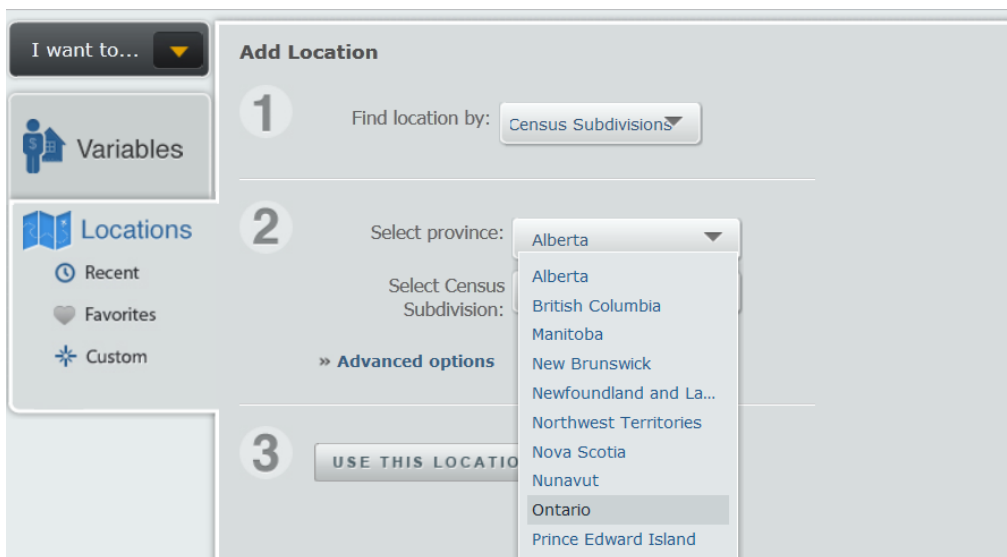 I want to...
Variables
Locations
Recent
Favorites
Custom
Add Location
1
Find location by:
Census Subdivisions
2
Select province:
Alberta
Select Census
Subdivision:
» Advanced options
Alberta
British Columbia
Manitoba
New Brunswick
Newfoundland and La...
Northwest Territories
Nova Scotia
Nunavut
Ontario
Prince Edward Island
3
USE THIS LOCATIO